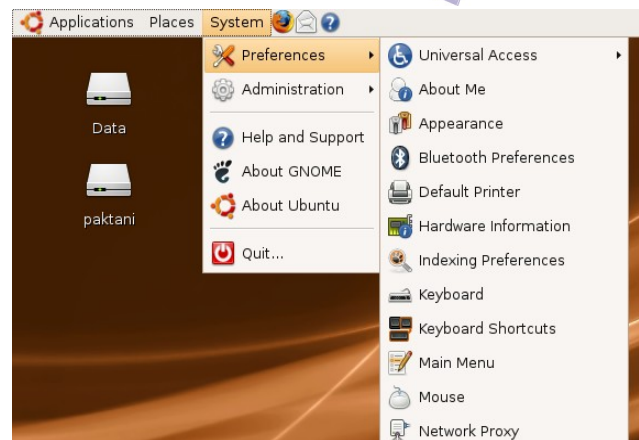 Applications Places System
Data
paktani
Preferences
Administration
Help and Support
About GNOME
About Ubuntu
Quit...
Universal Access
About Me
Appearance
Bluetooth Preferences
Default Printer
Hardware Information
Indexing Preferences
Keyboard
Keyboard Shortcuts
Main Menu
Mouse
Network Proxy